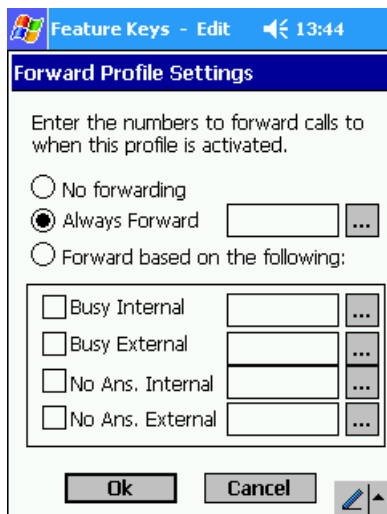 Feature Keys - Edit 13:44
Forward Profile Settings
Enter the numbers to forward calls to
when this profile is activated.
No forwarding
Always Forward ...
Forward based on the following:
Busy Internal ...
Busy External ...
No Ans. Internal ...
No Ans. External ...
Ok Cancel